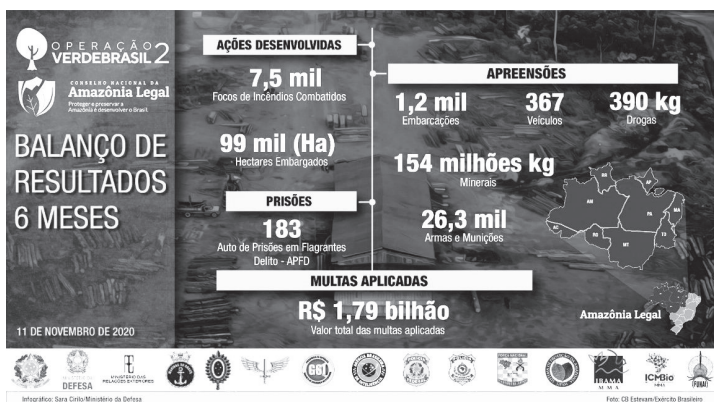 OPERAÇÃO
VERDEBRASIL 2
CONSELHO NACIONAL DA
Amazônia Legal
Proteger e preservar a
Amazônia é desenvolver o Brasil.
BALANÇO DE
RESULTADOS
6 MESES
11 DE NOVEMBRO DE 2020
AÇÕES DESENVOLVIDAS
7,5 mil
Focos de Incêndios Combatidos
99 mil (Ha)
Hectares Embargados
PRISÕES
183
Auto de Prisões em Flagrantes
Delito - APFD
APREENSÕES
1,2 mil
Embarcações
367
Veículos
390 kg
Drogas
154 milhões kg
Minerais
26,3 mil
Armas e Munições
MULTAS APLICADAS
R$ 1,79 bilhão
Valor total das multas aplicadas
RR
AP
AM
PA
MA
AC
RO
MT
TO
Amazônia Legal
DEFESA
MINISTÉRIO DAS
RELAÇÕES EXTERIORES
GSI
IBAMA
MMA
ICMBio
MMA
FUNAI
Infográfico: Sara Cirilo/Ministério da Defesa
Foto: CB Estevam/Exército Brasileiro